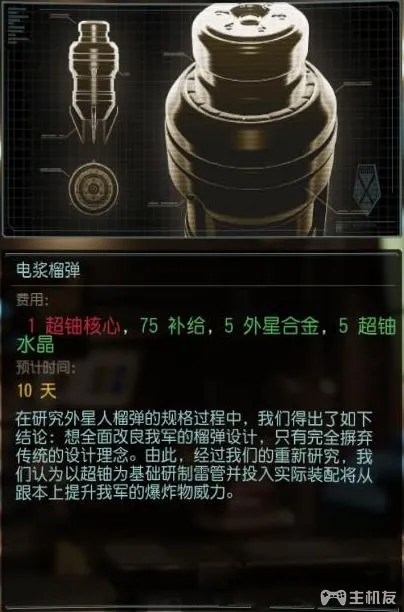 电浆榴弹
费用:
1 超铀核心，75 补给，5 外星合金，5 超铀
水晶
预计时间:
10 天
在研究外星人榴弹的规格过程中，我们得出了如下
结论：想全面改良我军的榴弹设计，只有完全摒弃
传统的设计理念。由此，经过我们的重新研究，我
们认为以超铀为基础研制雷管并投入实际装配将从
跟本上提升我军的爆炸物威力。
主机友